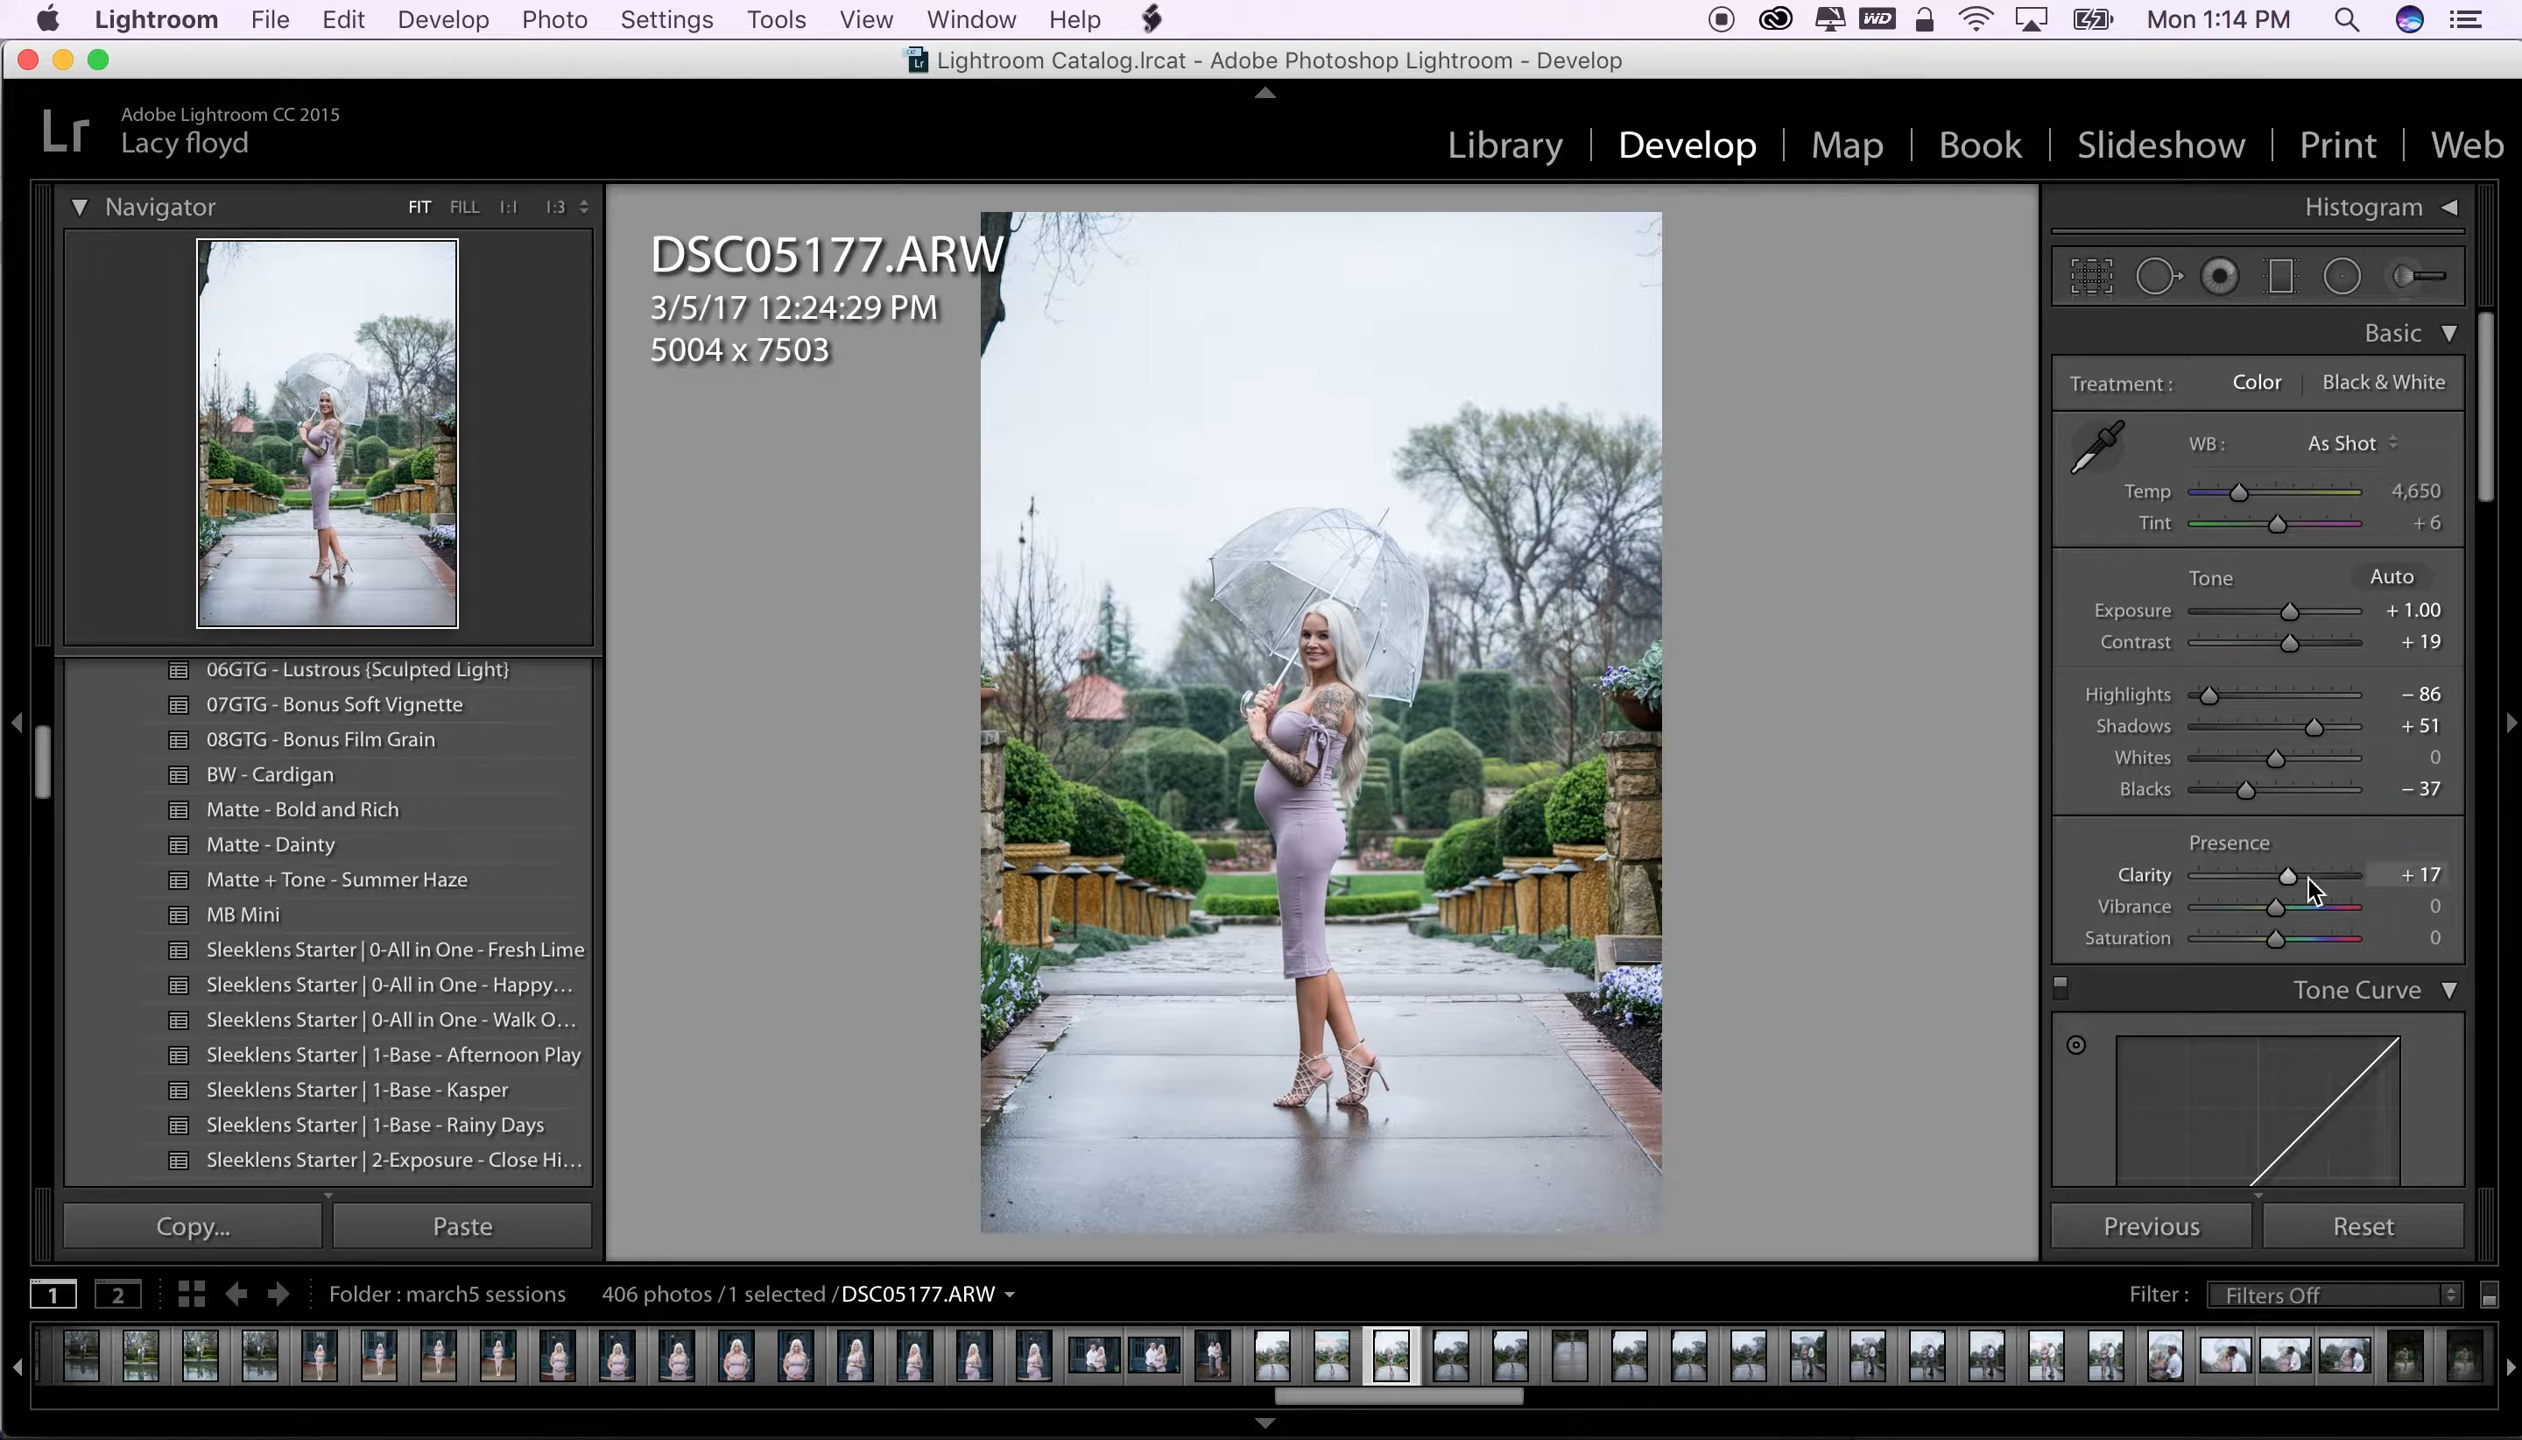 Lightroom File Edit Develop Photo Settings Tools View Window Help WD Mon 1:14 PM
CAT Lr Lightroom Catalog.lrcat - Adobe Photoshop Lightroom - Develop
Lr Adobe Lightroom CC 2015
Lacy floyd
Library | Develop | Map | Book | Slideshow | Print | Web
Navigator FIT FILL 1:1 1:3
DSC05177.ARW
3/5/17 12:24:29 PM
5004 x 7503
06GTG - Lustrous {Sculpted Light}
07GTG - Bonus Soft Vignette
08GTG - Bonus Film Grain
BW - Cardigan
Matte - Bold and Rich
Matte - Dainty
Matte + Tone - Summer Haze
MB Mini
Sleeklens Starter | 0-All in One - Fresh Lime
Sleeklens Starter | 0-All in One - Happy...
Sleeklens Starter | 0-All in One - Walk O...
Sleeklens Starter | 1-Base - Afternoon Play
Sleeklens Starter | 1-Base - Kasper
Sleeklens Starter | 1-Base - Rainy Days
Sleeklens Starter | 2-Exposure - Close Hi...
Copy... Paste
Histogram
Basic
Treatment : Color | Black & White
WB : As Shot
Temp 4,650
Tint + 6
Tone Auto
Exposure + 1.00
Contrast + 19
Highlights - 86
Shadows + 51
Whites 0
Blacks - 37
Presence
Clarity + 17
Vibrance 0
Saturation 0
Tone Curve
Previous Reset
1 2 Folder : march5 sessions 406 photos / 1 selected / DSC05177.ARW Filter : Filters Off